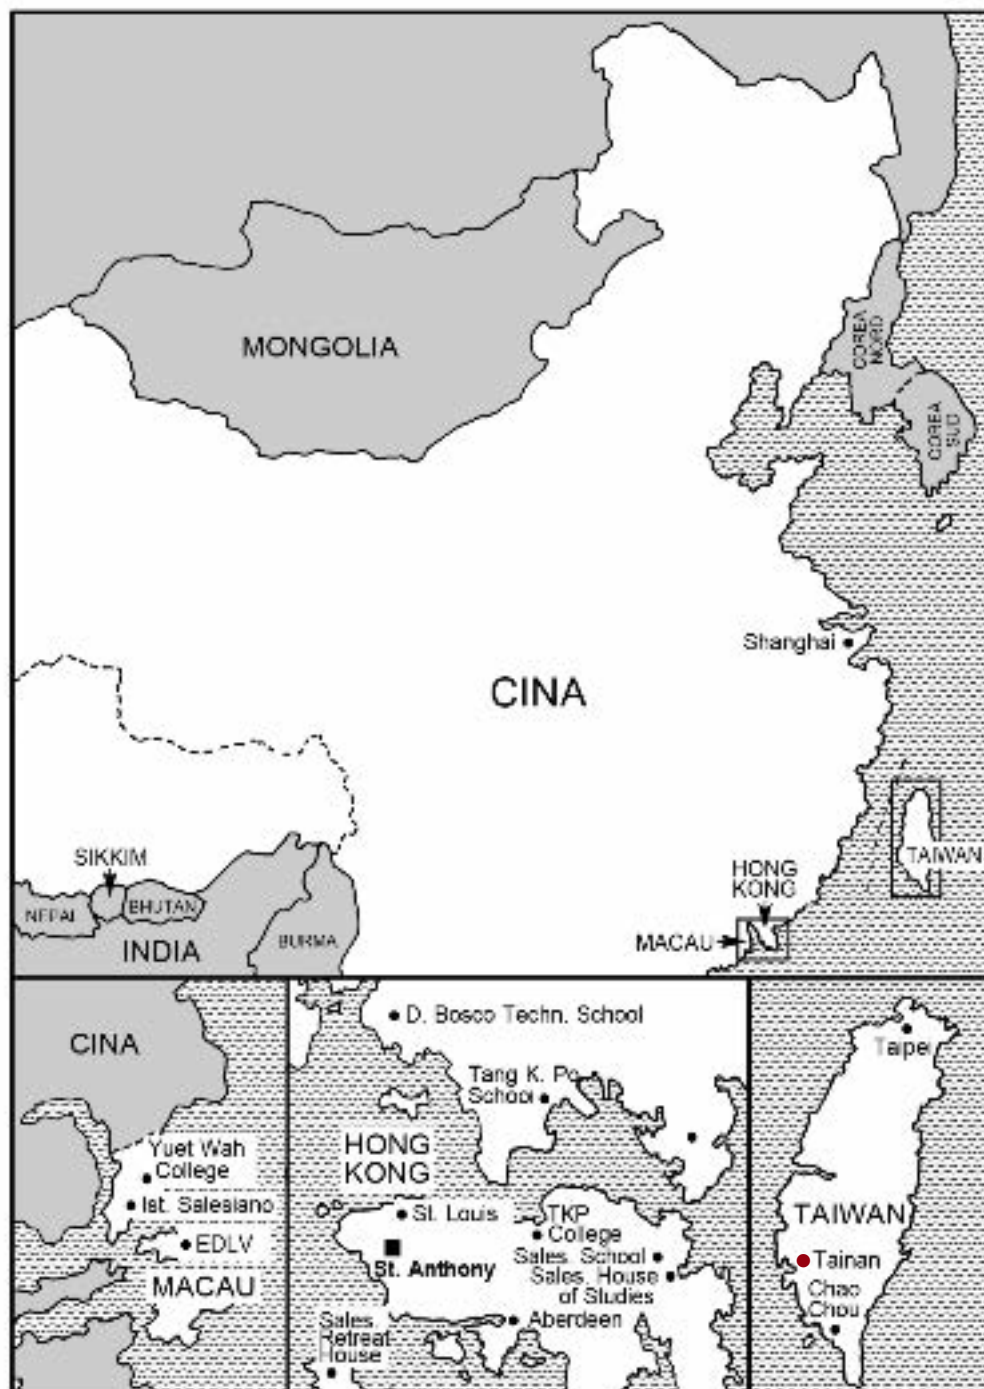 MONGOLIA
COREA
NORD
COREA
SUD
Shanghai
CINA
SIKKIM
NEPAL
BHUTAN
INDIA
BURMA
HONG
KONG
MACAU
TAIWAN
CINA
Yuet Wah
College
Ist. Salesiano
EDLV
MACAU
D. Bosco Techn. School
Tang K. Po
School
HONG
KONG
St. Louis
St. Anthony
TKP
College
Sales. School
Sales. House
of Studies
Aberdeen
Sales.
Retreat
House
Taipei
TAIWAN
Tainan
Chao
Chou